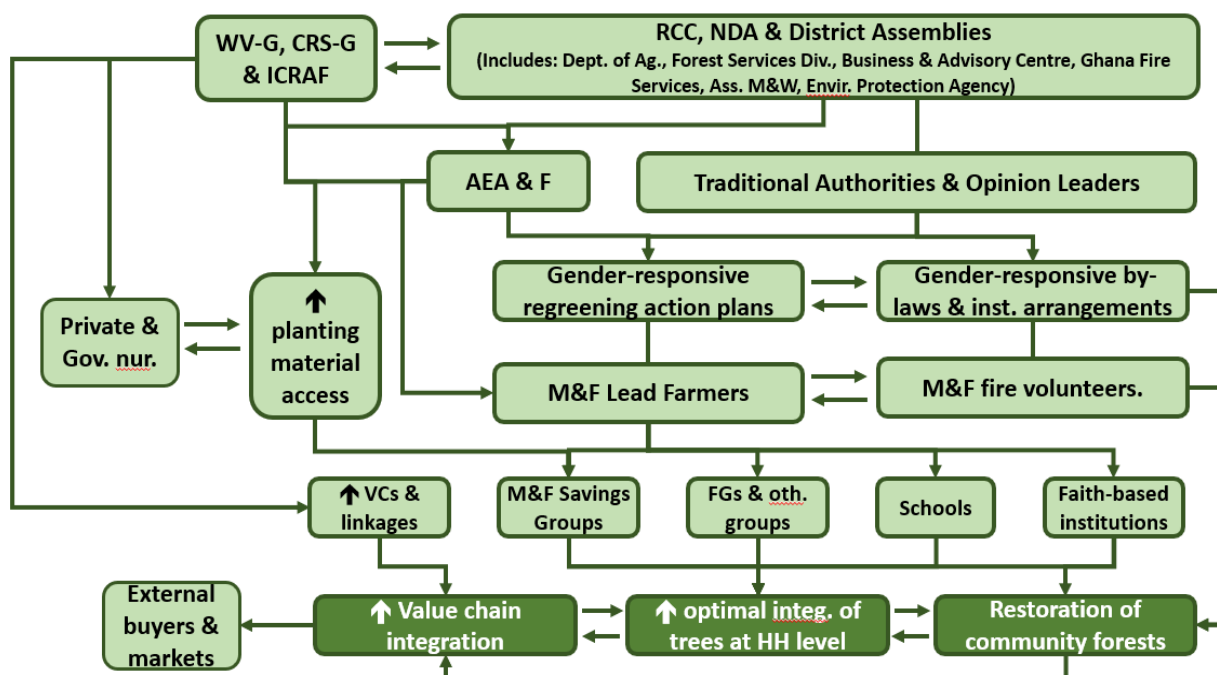 WV-G, CRS-G
& ICRAF
RCC, NDA & District Assemblies
(Includes: Dept. of Ag., Forest Services Div., Business & Advisory Centre, Ghana Fire
Services, Ass. M&W, Envir. Protection Agency)
AEA & F
Traditional Authorities & Opinion Leaders
Gender-responsive
regreening action plans
Gender-responsive by-
laws & inst. arrangements
Private &
Gov. nur.
⬆
planting
material
access
M&F Lead Farmers
M&F fire volunteers.
⬆ VCs &
linkages
M&F Savings
Groups
FGs & oth.
groups
Schools
Faith-based
institutions
External
buyers &
markets
⬆ Value chain
integration
⬆ optimal integ. of
trees at HH level
Restoration of
community forests